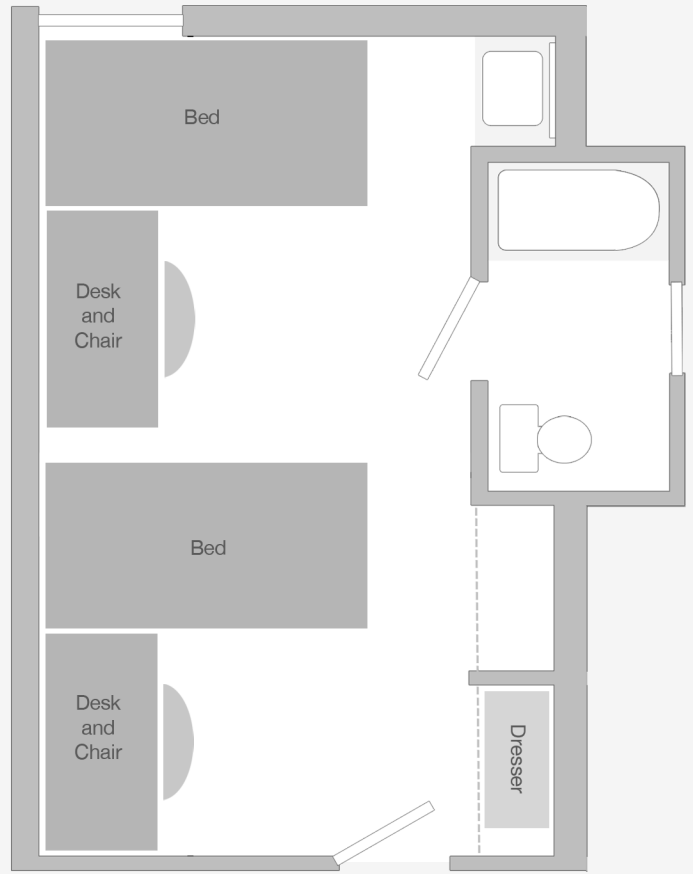 Bed
Desk
and
Chair
Bed
Desk
and
Chair
Dresser